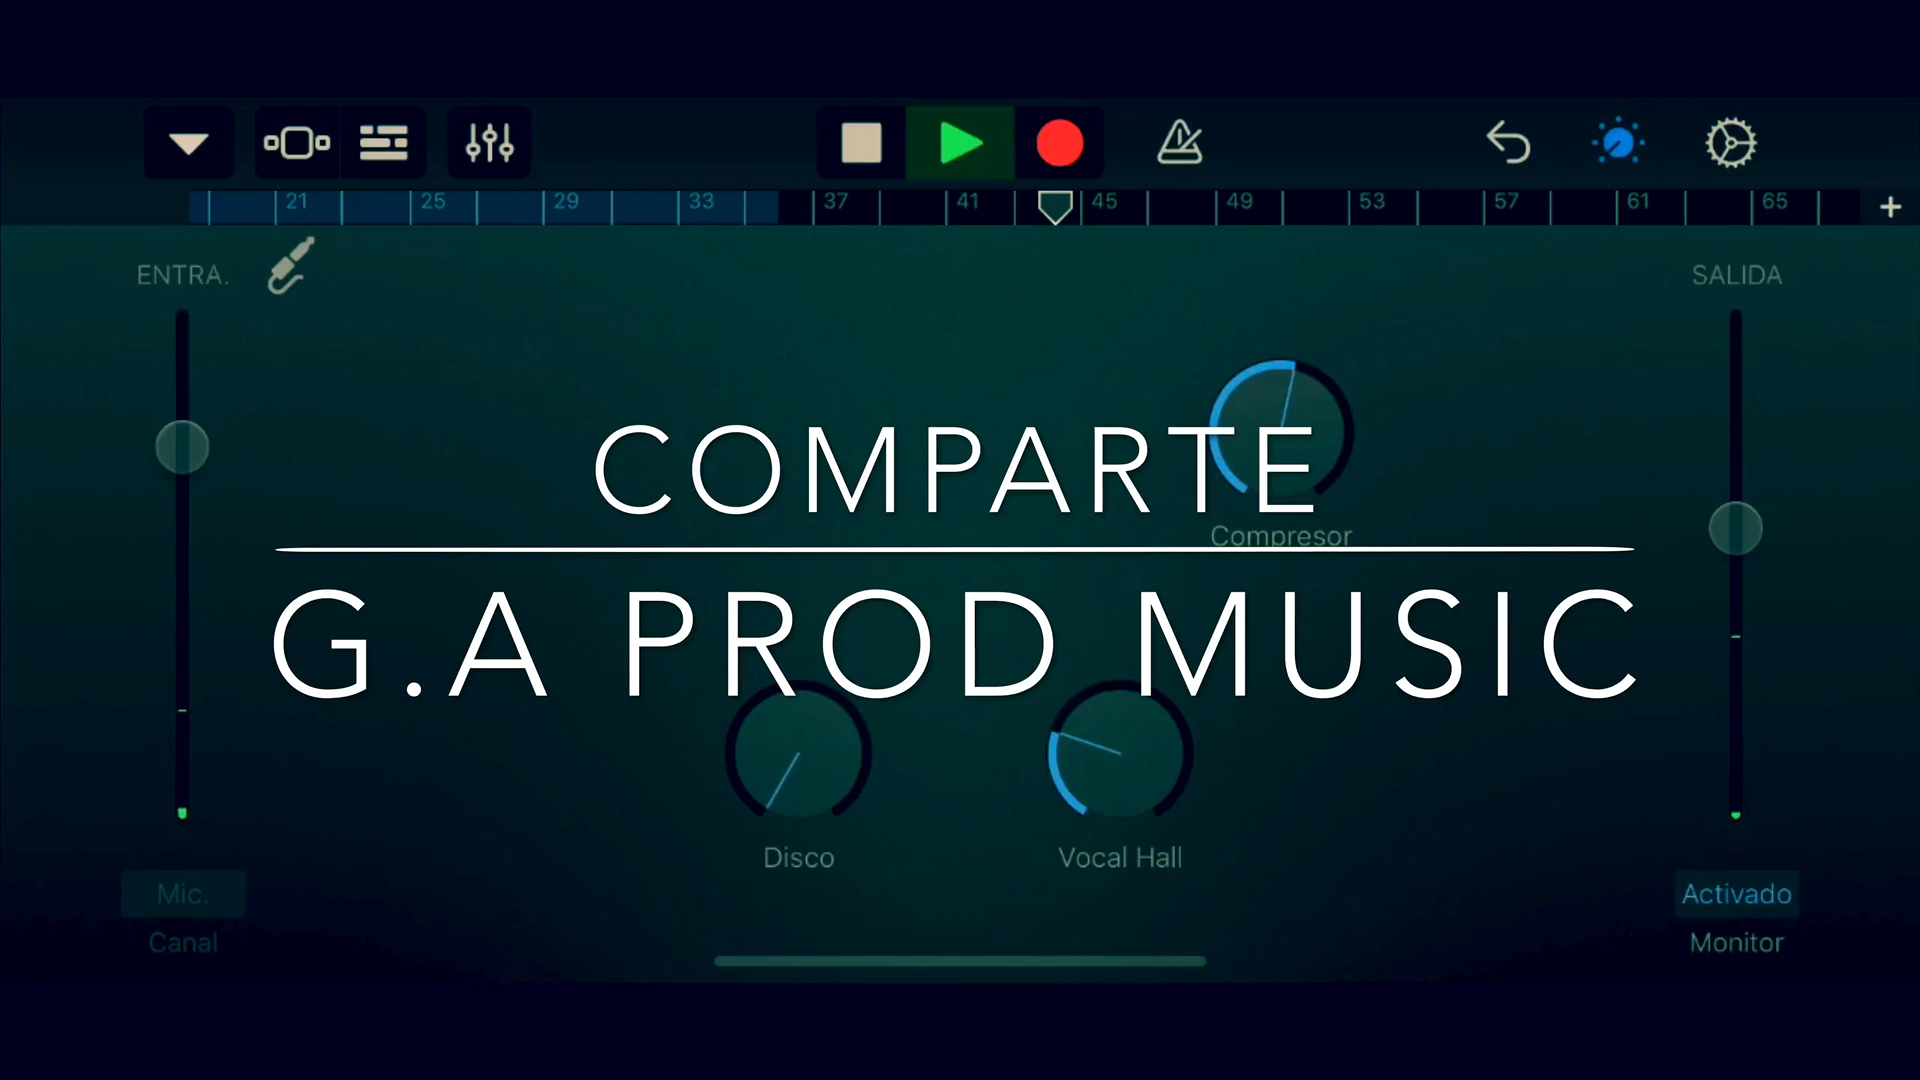 21 25 29 33 37 41 45 49 53 57 61 65 +
ENTRA.
SALIDA
COMPARTE
Compresor
G.A PROD MUSIC
Disco
Vocal Hall
Mic.
Activado
Canal
Monitor